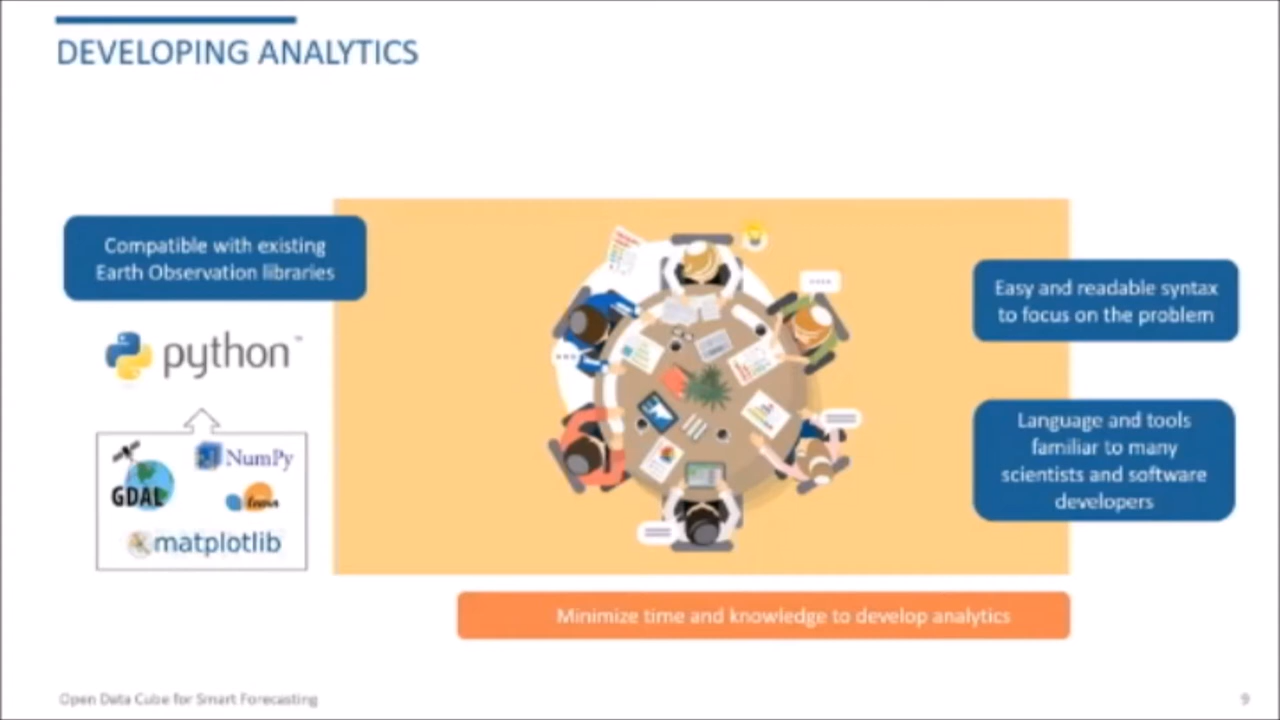 DEVELOPING ANALYTICS
Compatible with existing
Earth Observation libraries
python™
GDAL
NumPy
learn
matplotlib
Easy and readable syntax
to focus on the problem
Language and tools
familiar to many
scientists and software
developers
Minimize time and knowledge to develop analytics
Open Data Cube for Smart Forecasting
9